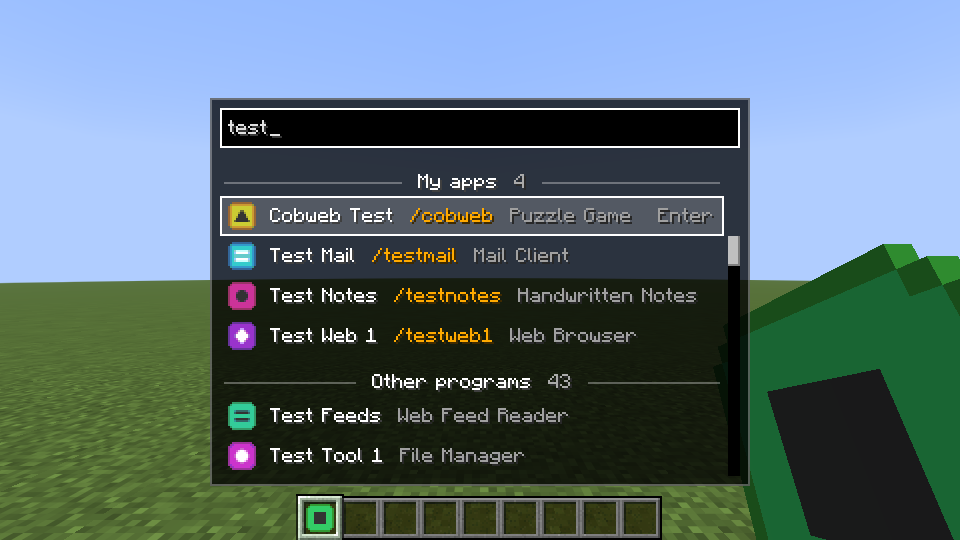 test_
My apps 4
Cobweb Test /cobweb Puzzle Game Enter
Test Mail /testmail Mail Client
Test Notes /testnotes Handwritten Notes
Test Web 1 /testweb1 Web Browser
Other programs 43
Test Feeds Web Feed Reader
Test Tool 1 File Manager